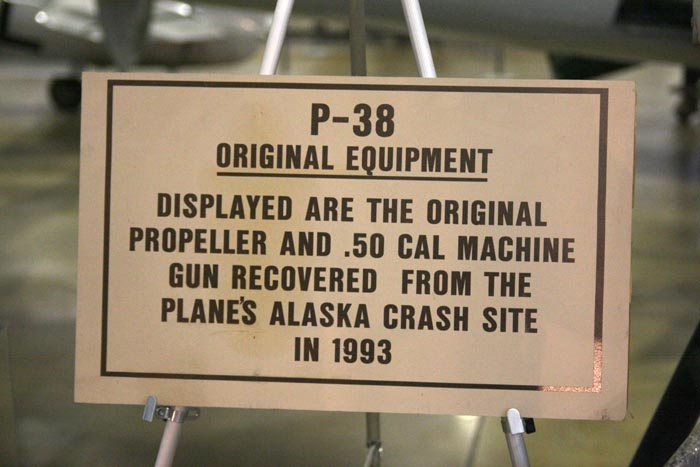 P-38
ORIGINAL EQUIPMENT
DISPLAYED ARE THE ORIGINAL
PROPELLER AND .50 CAL MACHINE
GUN RECOVERED FROM THE
PLANE'S ALASKA CRASH SITE
IN 1993